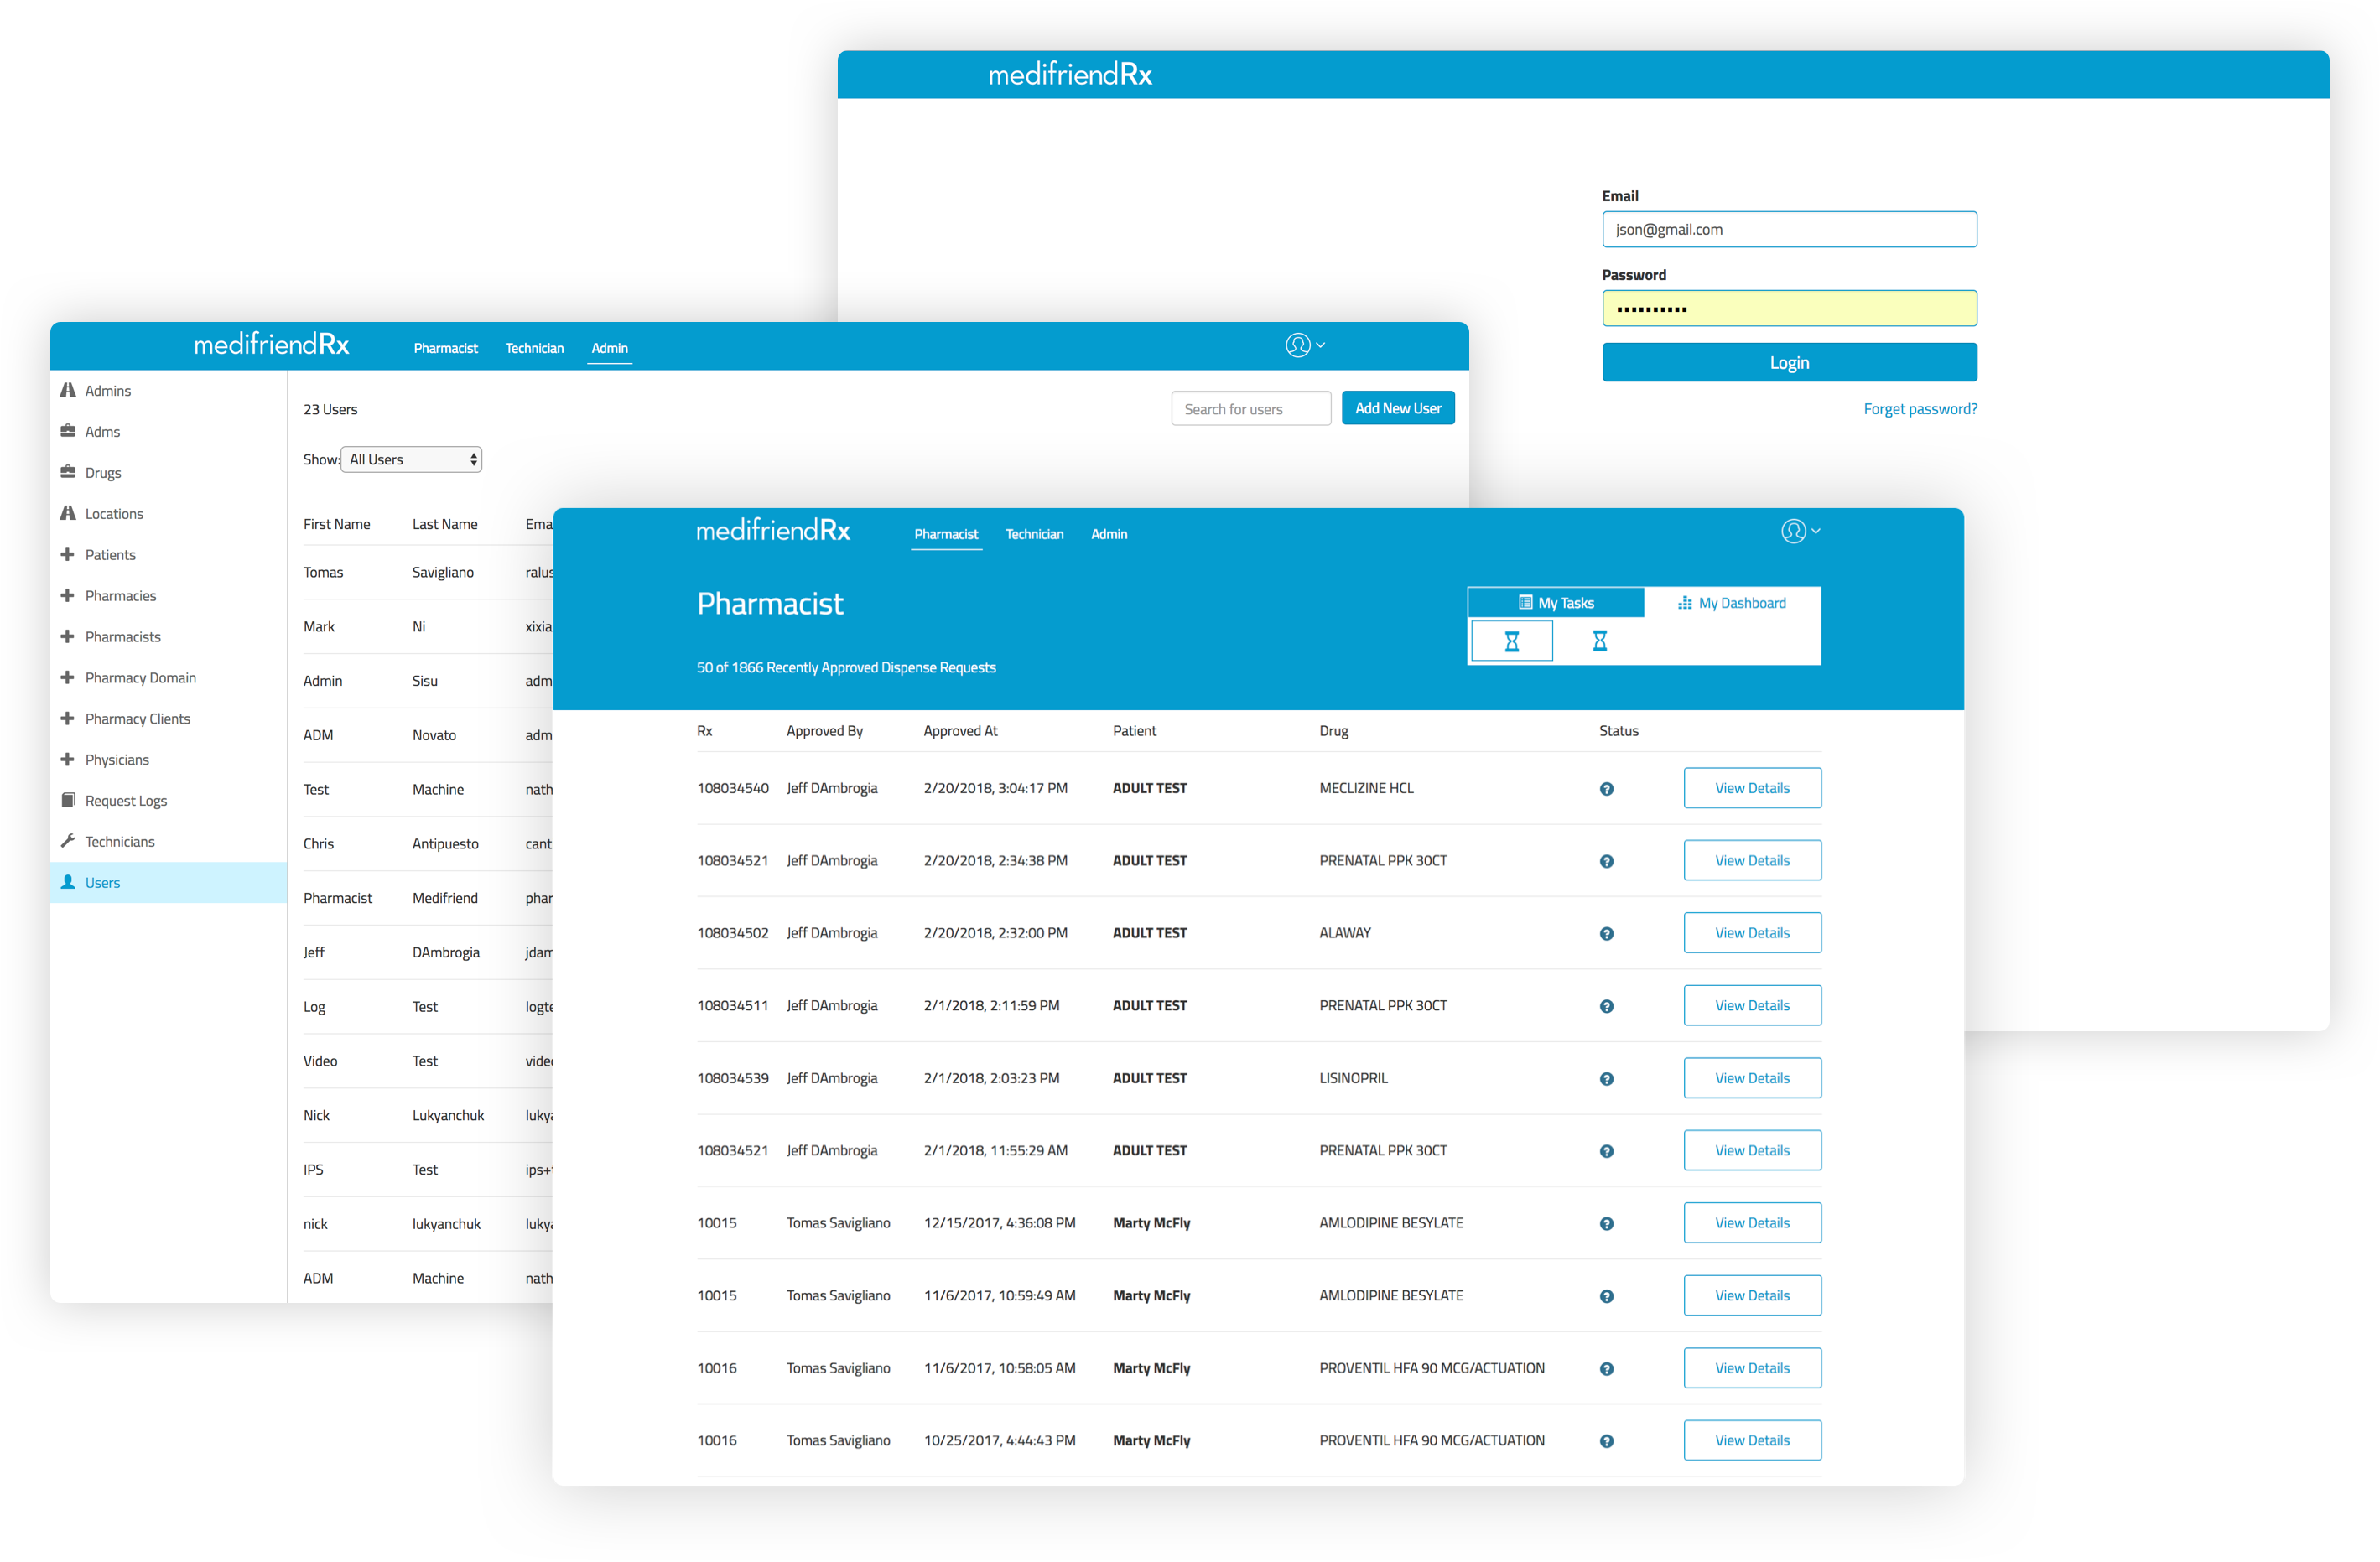 medifriendRx
Email
json@gmail.com
Password
Login
Forget password?
medifriendRx Pharmacist Technician Admin
Admins
Adms
Drugs
Locations
Patients
Pharmacies
Pharmacists
Pharmacy Domain
Pharmacy Clients
Physicians
Request Logs
Technicians
Users
23 Users Search for users Add New User
Show: All Users
First Name Last Name Ema
Tomas Savigliano ralus
Mark Ni xixia
Admin Sisu adm
ADM Novato adm
Test Machine nath
Chris Antipuesto canti
Pharmacist Medifriend phar
Jeff DAmbrogia jdam
Log Test logte
Video Test video
Nick Lukyanchuk lukya
IPS Test ips+t
nick lukyanchuk lukya
ADM Machine nath
medifriendRx Pharmacist Technician Admin
Pharmacist
My Tasks My Dashboard
50 of 1866 Recently Approved Dispense Requests
Rx Approved By Approved At Patient Drug Status
108034540 Jeff DAmbrogia 2/20/2018, 3:04:17 PM ADULT TEST MECLIZINE HCL ? View Details
108034521 Jeff DAmbrogia 2/20/2018, 2:34:38 PM ADULT TEST PRENATAL PPK 30CT ? View Details
108034502 Jeff DAmbrogia 2/20/2018, 2:32:00 PM ADULT TEST ALAWAY ? View Details
108034511 Jeff DAmbrogia 2/1/2018, 2:11:59 PM ADULT TEST PRENATAL PPK 30CT ? View Details
108034539 Jeff DAmbrogia 2/1/2018, 2:03:23 PM ADULT TEST LISINOPRIL ? View Details
108034521 Jeff DAmbrogia 2/1/2018, 11:55:29 AM ADULT TEST PRENATAL PPK 30CT ? View Details
10015 Tomas Savigliano 12/15/2017, 4:36:08 PM Marty McFly AMLODIPINE BESYLATE ? View Details
10015 Tomas Savigliano 11/6/2017, 10:59:49 AM Marty McFly AMLODIPINE BESYLATE ? View Details
10016 Tomas Savigliano 11/6/2017, 10:58:05 AM Marty McFly PROVENTIL HFA 90 MCG/ACTUATION ? View Details
10016 Tomas Savigliano 10/25/2017, 4:44:43 PM Marty McFly PROVENTIL HFA 90 MCG/ACTUATION ? View Details